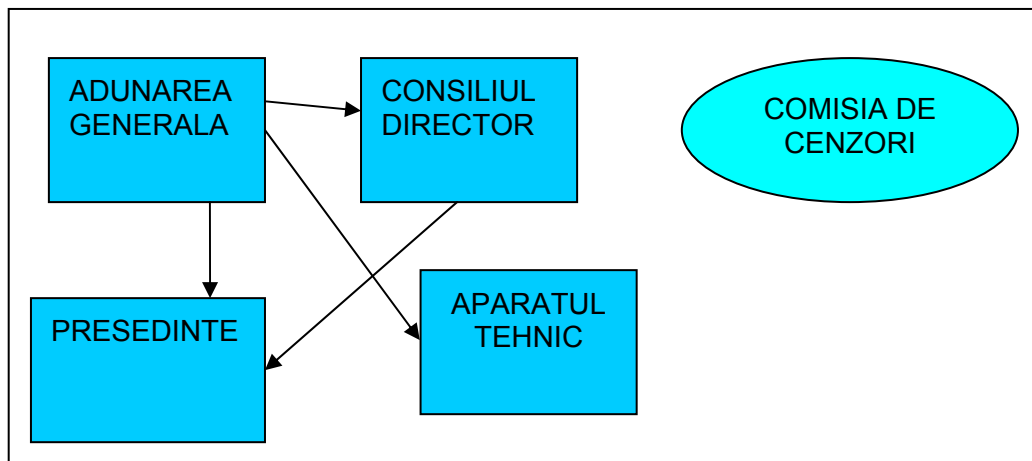 ADUNAREA
GENERALA
CONSILIUL
DIRECTOR
COMISIA DE
CENZORI
PRESEDINTE
APARATUL
TEHNIC